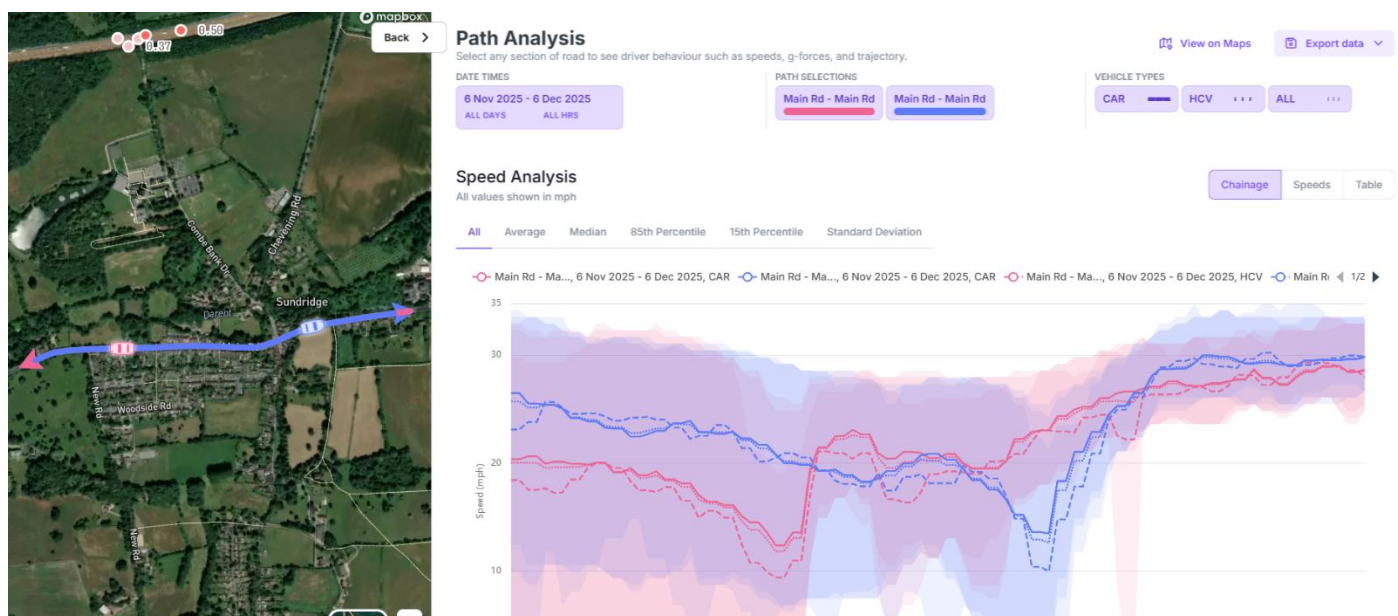 mapbox
0.50
0.37
Back >
Combe Bank Dr
Chevening Rd
Sundridge
Darent
New Rd
Woodside Rd
New Rd
Path Analysis
Select any section of road to see driver behaviour such as speeds, g-forces, and trajectory.
View on Maps
Export data
DATE TIMES
6 Nov 2025 - 6 Dec 2025
ALL DAYS ALL HRS
PATH SELECTIONS
Main Rd - Main Rd
Main Rd - Main Rd
VEHICLE TYPES
CAR
HCV
ALL
Speed Analysis
All values shown in mph
Chainage Speeds Table
All Average Median 85th Percentile 15th Percentile Standard Deviation
Main Rd - Ma..., 6 Nov 2025 - 6 Dec 2025, CAR Main Rd - Ma..., 6 Nov 2025 - 6 Dec 2025, CAR Main Rd - Ma..., 6 Nov 2025 - 6 Dec 2025, HCV Main R 1/2
35
30
20
10
Speed (mph)